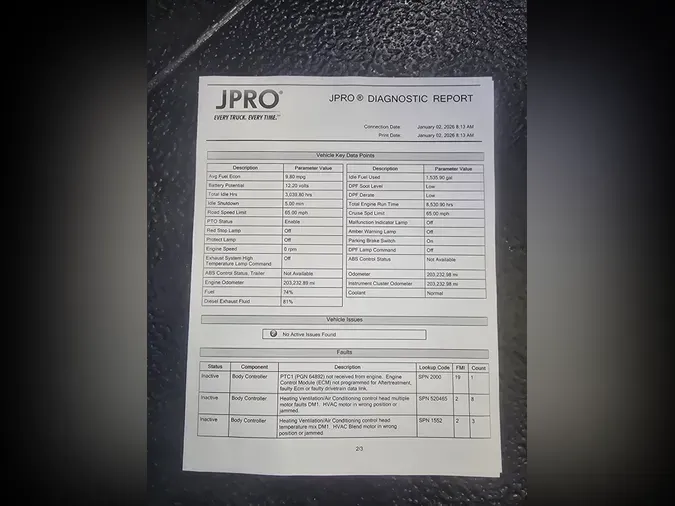 JPRO®
EVERY TRUCK. EVERY TIME.™
JPRO® DIAGNOSTIC REPORT
Connection Date: January 02, 2026 8:13 AM
Print Date: January 02, 2026 8:13 AM
Vehicle Key Data Points
Description Parameter Value Description Parameter Value
Avg Fuel Econ 8.80 mpg Idle Fuel Used 1,535.90 gal
Battery Potential 12.20 volts DPF Soot Level Low
Total Idle Hrs 3,039.80 hrs DPF Derate Low
Idle Shutdown 5.00 min Total Engine Run Time 8,530.90 hrs
Road Speed Limit 65.00 mph Cruise Spd Limit 65.00 mph
PTO Status Enable Malfunction Indicator Lamp Off
Red Stop Lamp Off Amber Warning Lamp Off
Protect Lamp Off Parking Brake Switch On
Engine Speed 0 rpm DPF Lamp Command Off
Exhaust System High Off ABS Control Status Not Available
Temperature Lamp Command
ABS Control Status, Trailer Not Available Odometer 203,232.98 mi
Engine Odometer 203,232.89 mi Instrument Cluster Odometer 203,232.98 mi
Fuel 74% Coolant Normal
Diesel Exhaust Fluid 81%
Vehicle Issues
No Active Issues Found
Faults
Status Component Description Lookup Code FMI Count
Inactive Body Controller PTC1 (PGN 64892) not received from engine. Engine SPN 2000 19 1
Control Module (ECM) not programmed for Aftertreatment,
faulty Ecm or faulty drivetrain data link.
Inactive Body Controller Heating Ventilation/Air Conditioning control head multiple SPN 520465 2 8
motor faults DM1: HVAC motor in wrong position or
jammed.
Inactive Body Controller Heating Ventilation/Air Conditioning control head SPN 1552 2 3
temperature mix DM1: HVAC Blend motor in wrong
position or jammed.
2/3